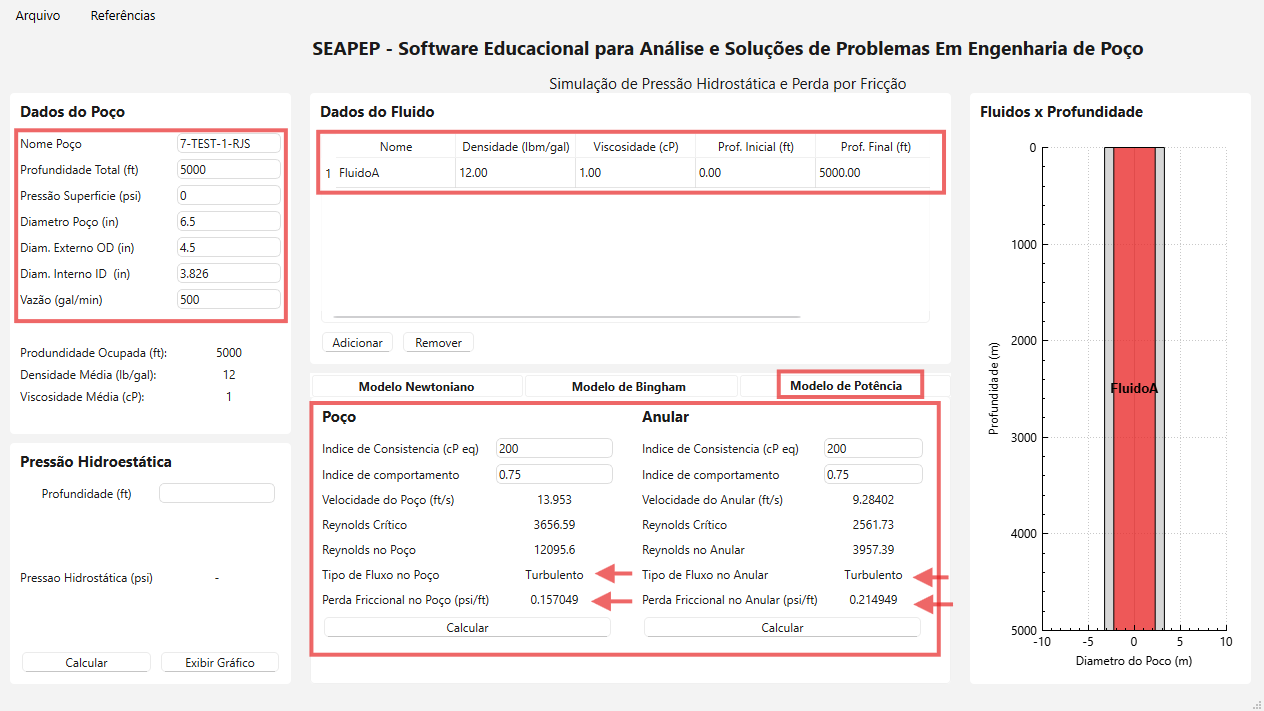 Arquivo Referências
SEAPEP - Software Educacional para Análise e Soluções de Problemas Em Engenharia de Poço
Simulação de Pressão Hidrostática e Perda por Fricção
Dados do Poço
Nome Poço 7-TEST-1-RJS
Profundidade Total (ft) 5000
Pressão Superficie (psi) 0
Diametro Poço (in) 6.5
Diam. Externo OD (in) 4.5
Diam. Interno ID (in) 3.826
Vazão (gal/min) 500
Produndidade Ocupada (ft): 5000
Densidade Média (lb/gal): 12
Viscosidade Média (cP): 1
Pressão Hidroestática
Profundidade (ft)
Pressao Hidrostática (psi) -
Calcular Exibir Gráfico
Dados do Fluido
Nome Densidade (lbm/gal) Viscosidade (cP) Prof. Inicial (ft) Prof. Final (ft)
1 FluidoA 12.00 1.00 0.00 5000.00
Adicionar Remover
Modelo Newtoniano Modelo de Bingham Modelo de Potência
Poço
Indice de Consistencia (cP eq) 200
Indice de comportamento 0.75
Velocidade do Poço (ft/s) 13.953
Reynolds Crítico 3656.59
Reynolds no Poço 12095.6
Tipo de Fluxo no Poço Turbulento
Perda Friccional no Poço (psi/ft) 0.157049
Calcular
Anular
Indice de Consistencia (cP eq) 200
Indice de comportamento 0.75
Velocidade do Anular (ft/s) 9.28402
Reynolds Crítico 2561.73
Reynolds no Anular 3957.39
Tipo de Fluxo no Anular Turbulento
Perda Friccional no Anular (psi/ft) 0.214949
Calcular
Fluidos x Profundidade
0
1000
2000
3000
4000
5000
Profundidade (m)
FluidoA
-10 -5 0 5 10
Diametro do Poco (m)